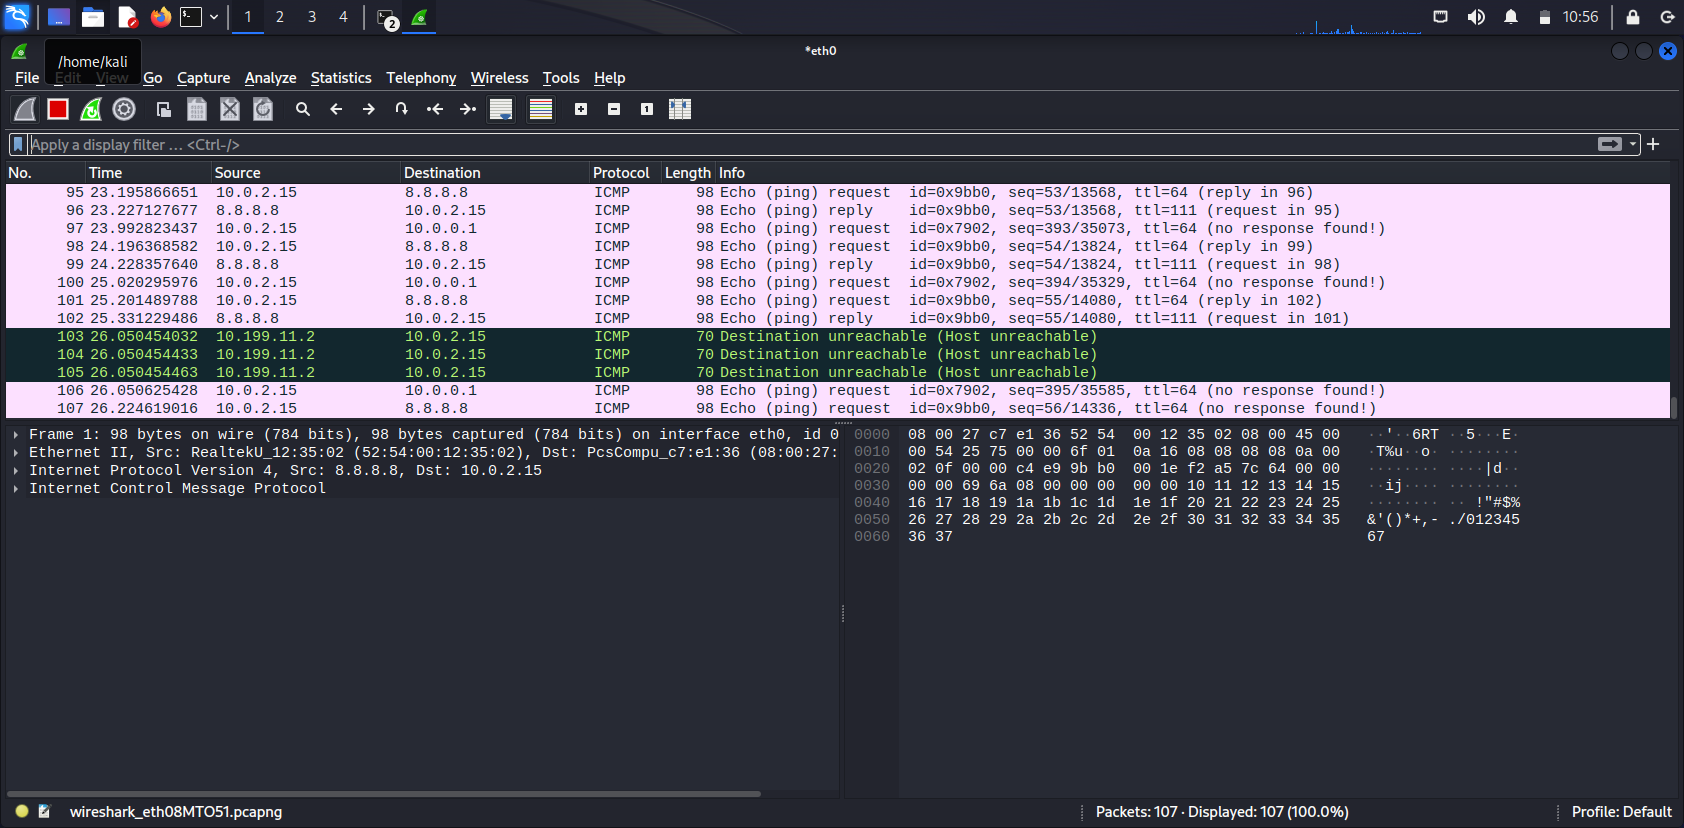 1 2 3 4 2 10:56
/home/kali
*eth0
File Edit View Go Capture Analyze Statistics Telephony Wireless Tools Help
Apply a display filter … <Ctrl-/>
No. Time Source Destination Protocol Length Info
95 23.195866651 10.0.2.15 8.8.8.8 ICMP 98 Echo (ping) request id=0x9bb0, seq=53/13568, ttl=64 (reply in 96)
96 23.227127677 8.8.8.8 10.0.2.15 ICMP 98 Echo (ping) reply id=0x9bb0, seq=53/13568, ttl=111 (request in 95)
97 23.992823437 10.0.2.15 10.0.0.1 ICMP 98 Echo (ping) request id=0x7902, seq=393/35073, ttl=64 (no response found!)
98 24.196368582 10.0.2.15 8.8.8.8 ICMP 98 Echo (ping) request id=0x9bb0, seq=54/13824, ttl=64 (reply in 99)
99 24.228357640 8.8.8.8 10.0.2.15 ICMP 98 Echo (ping) reply id=0x9bb0, seq=54/13824, ttl=111 (request in 98)
100 25.020295976 10.0.2.15 10.0.0.1 ICMP 98 Echo (ping) request id=0x7902, seq=394/35329, ttl=64 (no response found!)
101 25.201489788 10.0.2.15 8.8.8.8 ICMP 98 Echo (ping) request id=0x9bb0, seq=55/14080, ttl=64 (reply in 102)
102 25.331229486 8.8.8.8 10.0.2.15 ICMP 98 Echo (ping) reply id=0x9bb0, seq=55/14080, ttl=111 (request in 101)
103 26.050454032 10.199.11.2 10.0.2.15 ICMP 70 Destination unreachable (Host unreachable)
104 26.050454433 10.199.11.2 10.0.2.15 ICMP 70 Destination unreachable (Host unreachable)
105 26.050454463 10.199.11.2 10.0.2.15 ICMP 70 Destination unreachable (Host unreachable)
106 26.050625428 10.0.2.15 10.0.0.1 ICMP 98 Echo (ping) request id=0x7902, seq=395/35585, ttl=64 (no response found!)
107 26.224619016 10.0.2.15 8.8.8.8 ICMP 98 Echo (ping) request id=0x9bb0, seq=56/14336, ttl=64 (no response found!)
Frame 1: 98 bytes on wire (784 bits), 98 bytes captured (784 bits) on interface eth0, id 0
Ethernet II, Src: RealtekU_12:35:02 (52:54:00:12:35:02), Dst: PcsCompu_c7:e1:36 (08:00:27:
Internet Protocol Version 4, Src: 8.8.8.8, Dst: 10.0.2.15
Internet Control Message Protocol
0000 08 00 27 c7 e1 36 52 54 00 12 35 02 08 00 45 00 ··'··6RT ··5···E·
0010 00 54 25 75 00 00 6f 01 0a 16 08 08 08 08 0a 00 ·T%u··o· ········
0020 02 0f 00 00 c4 e9 9b b0 00 1e f2 a5 7c 64 00 00 ········ ····|d··
0030 00 00 69 6a 08 00 00 00 00 00 10 11 12 13 14 15 ··ij···· ········
0040 16 17 18 19 1a 1b 1c 1d 1e 1f 20 21 22 23 24 25 ········ ·· !"#$%
0050 26 27 28 29 2a 2b 2c 2d 2e 2f 30 31 32 33 34 35 &'()*+,- ./012345
0060 36 37 67
wireshark_eth08MTO51.pcapng Packets: 107 · Displayed: 107 (100.0%) Profile: Default